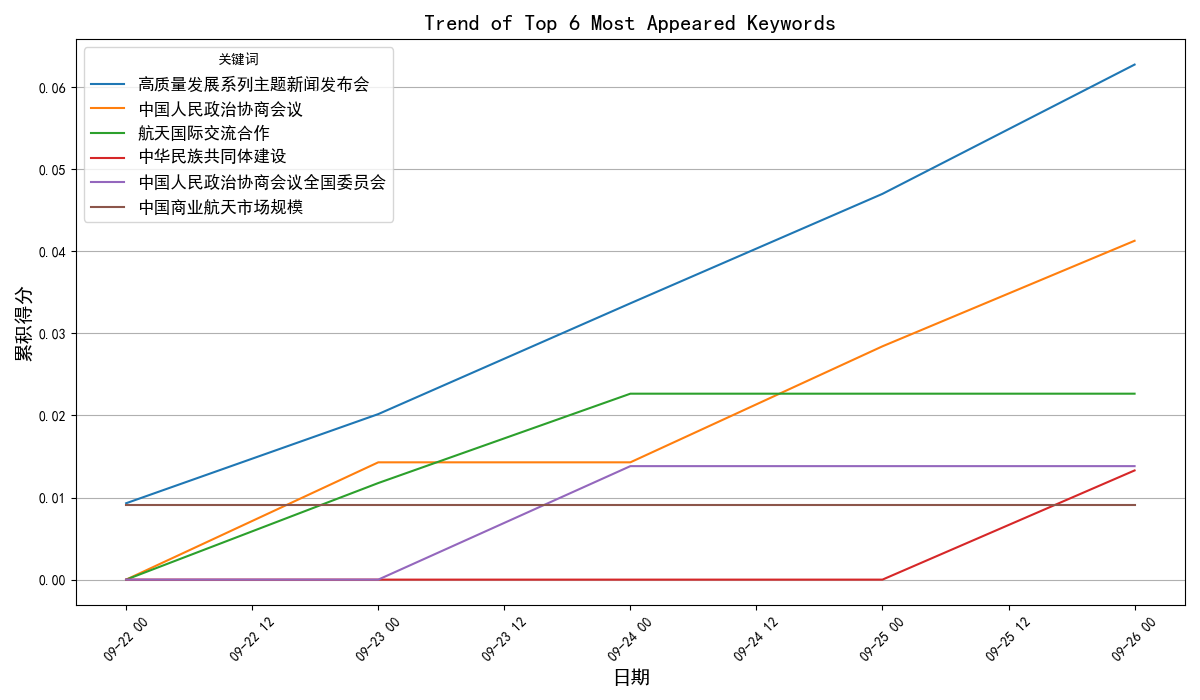 Trend of Top 6 Most Appeared Keywords
关键词
高质量发展系列主题新闻发布会
中国人民政治协商会议
航天国际交流合作
中华民族共同体建设
中国人民政治协商会议全国委员会
中国商业航天市场规模
累积得分
0.06
0.05
0.04
0.03
0.02
0.01
0.00
09-22 00
09-22 12
09-23 00
09-23 12
09-24 00
09-24 12
09-25 00
09-25 12
09-26 00
日期